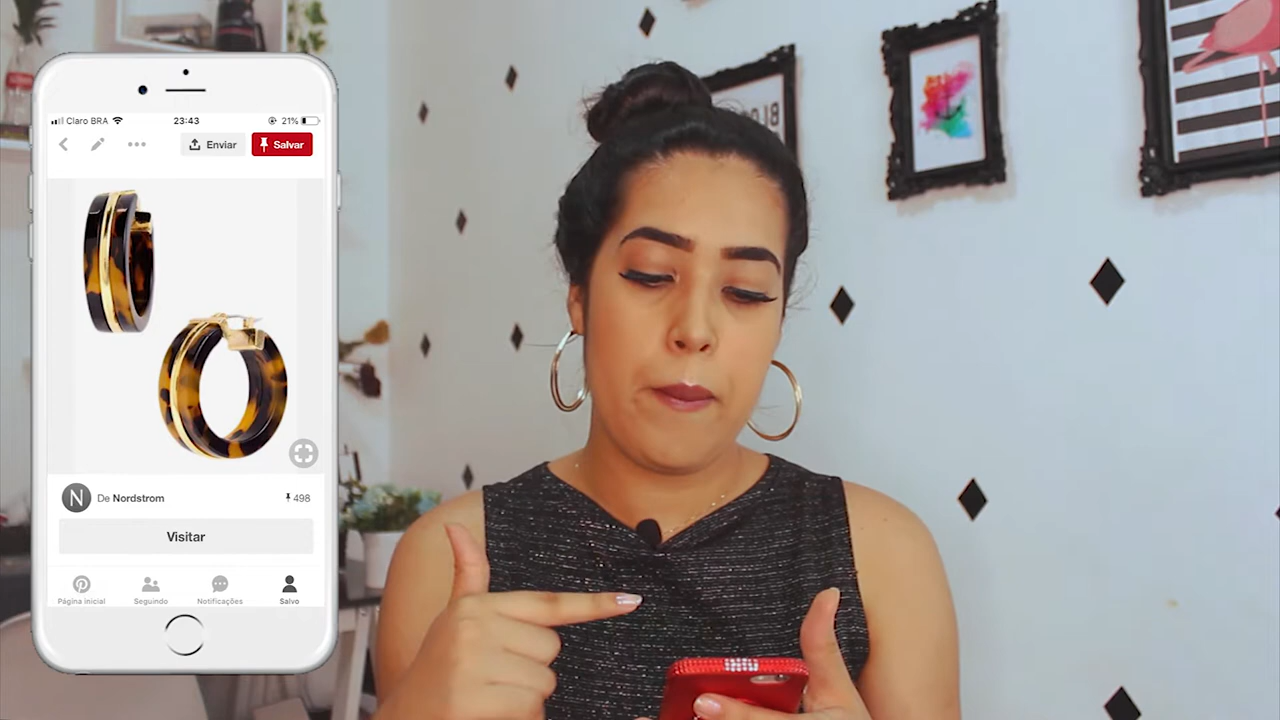 Claro BRA
23:43
21%
Enviar
Salvar
N
De Nordstrom
498
Visitar
Página inicial
Seguindo
Notificações
Salvo